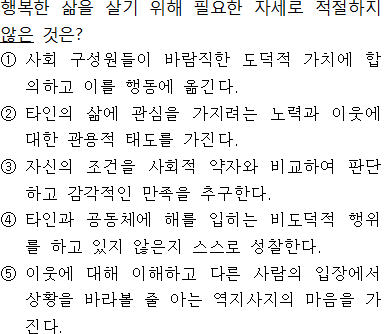 행복한 삶을 살기 위해 필요한 자세로 적절하지
않은 것은?
① 사회 구성원들이 바람직한 도덕적 가치에 합
의하고 이를 행동에 옮긴다.
② 타인의 삶에 관심을 가지려는 노력과 이웃에
대한 관용적 태도를 가진다.
③ 자신의 조건을 사회적 약자와 비교하여 판단
하고 감각적인 만족을 추구한다.
④ 타인과 공동체에 해를 입히는 비도덕적 행위
를 하고 있지 않은지 스스로 성찰한다.
⑤ 이웃에 대해 이해하고 다른 사람의 입장에서
상황을 바라볼 줄 아는 역지사지의 마음을 가
진다.